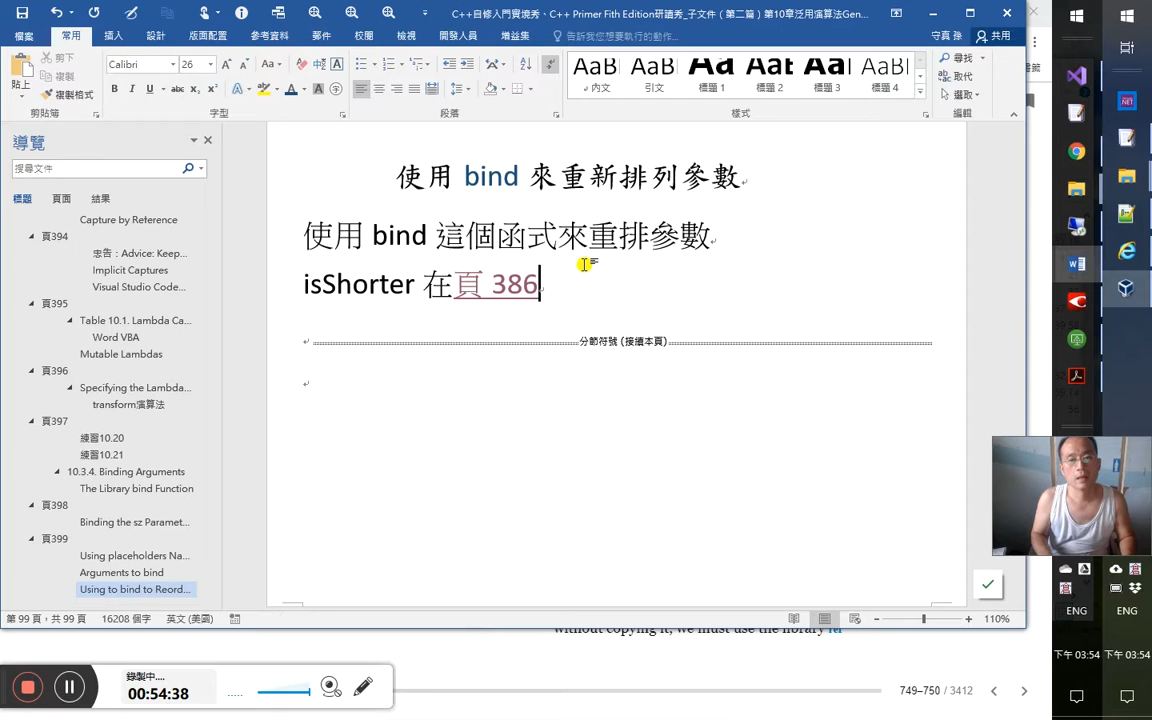 C++自修入門實境秀、C++ Primer Fith Edition研讀秀_子文件（第二篇）第10章泛用演算法Gen...
檔案 常用 插入 設計 版面配置 參考資料 郵件 校閱 檢視 開發人員 增益集 告訴我您想要執行的動作... 守真 孫 共用
貼上 剪下 複製 複製格式
Calibri 26
AaB 內文 AaB Aa 標題 1 AaB 標題 2 AaB 標題 3 AaB( 標題 4
尋找 取代 選取
剪貼簿 字型 段落 樣式 編輯
導覽
搜尋文件
標題 頁面 結果
Capture by Reference
頁394
忠告：Advice: Keep...
Implicit Captures
Visual Studio Code...
頁395
Table 10.1. Lambda Ca...
Word VBA
Mutable Lambdas
頁396
Specifying the Lambda...
transform演算法
頁397
練習10.20
練習10.21
10.3.4. Binding Arguments
The Library bind Function
頁398
Binding the sz Paramet...
頁399
Using placeholders Na...
Arguments to bind
Using to bind to Reord...
使用 bind 來重新排列參數
使用 bind 這個函式來重排參數
isShorter 在頁 386
分節符號 (接續本頁)
第 99 頁，共 99 頁 16208 個字 英文 (美國) 110%
without copying it, we must use the library ref
錄製中...
00:54:38
749–750 / 3412
ENG ENG
下午 03:54 下午 03:54